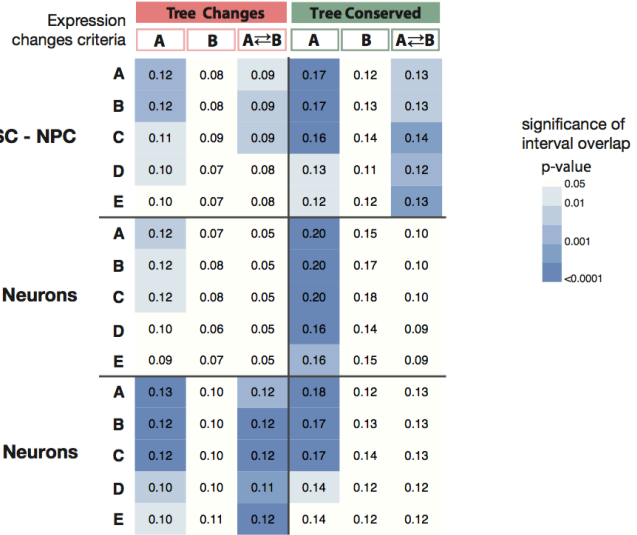 Tree Changes Tree Conserved
Expression
changes criteria A B A⇄B A B A⇄B
A 0.12 0.08 0.09 0.17 0.12 0.13
B 0.12 0.08 0.09 0.17 0.13 0.13
SC - NPC C 0.11 0.09 0.09 0.16 0.14 0.14
D 0.10 0.07 0.08 0.13 0.11 0.12
E 0.10 0.07 0.08 0.12 0.12 0.13
A 0.12 0.07 0.05 0.20 0.15 0.10
B 0.12 0.08 0.05 0.20 0.17 0.10
Neurons C 0.12 0.08 0.05 0.20 0.18 0.10
D 0.10 0.06 0.05 0.16 0.14 0.09
E 0.09 0.07 0.05 0.16 0.15 0.09
A 0.13 0.10 0.12 0.18 0.12 0.13
B 0.12 0.10 0.12 0.17 0.13 0.13
Neurons C 0.12 0.10 0.12 0.17 0.14 0.13
D 0.10 0.10 0.11 0.14 0.12 0.12
E 0.10 0.11 0.12 0.14 0.12 0.12
significance of
interval overlap
p-value
0.05
0.01
0.001
<0.0001